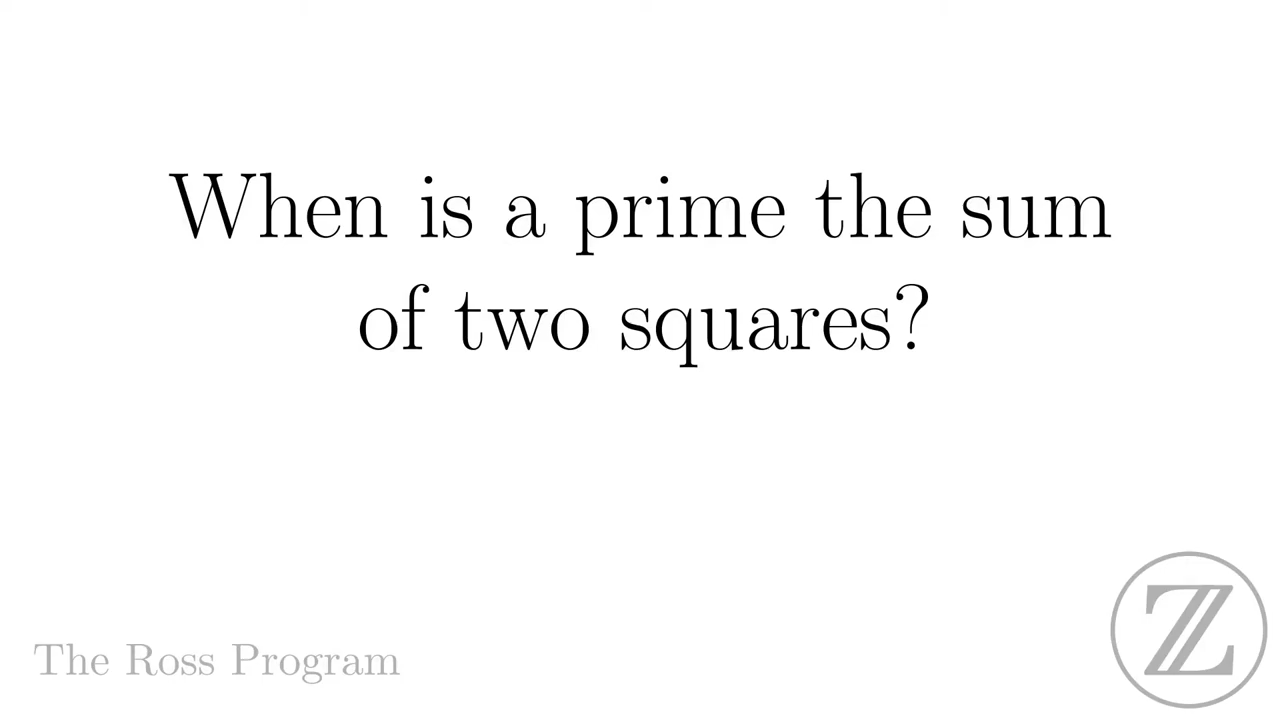 When is a prime the sum
of two squares?
The Ross Program
ℤ